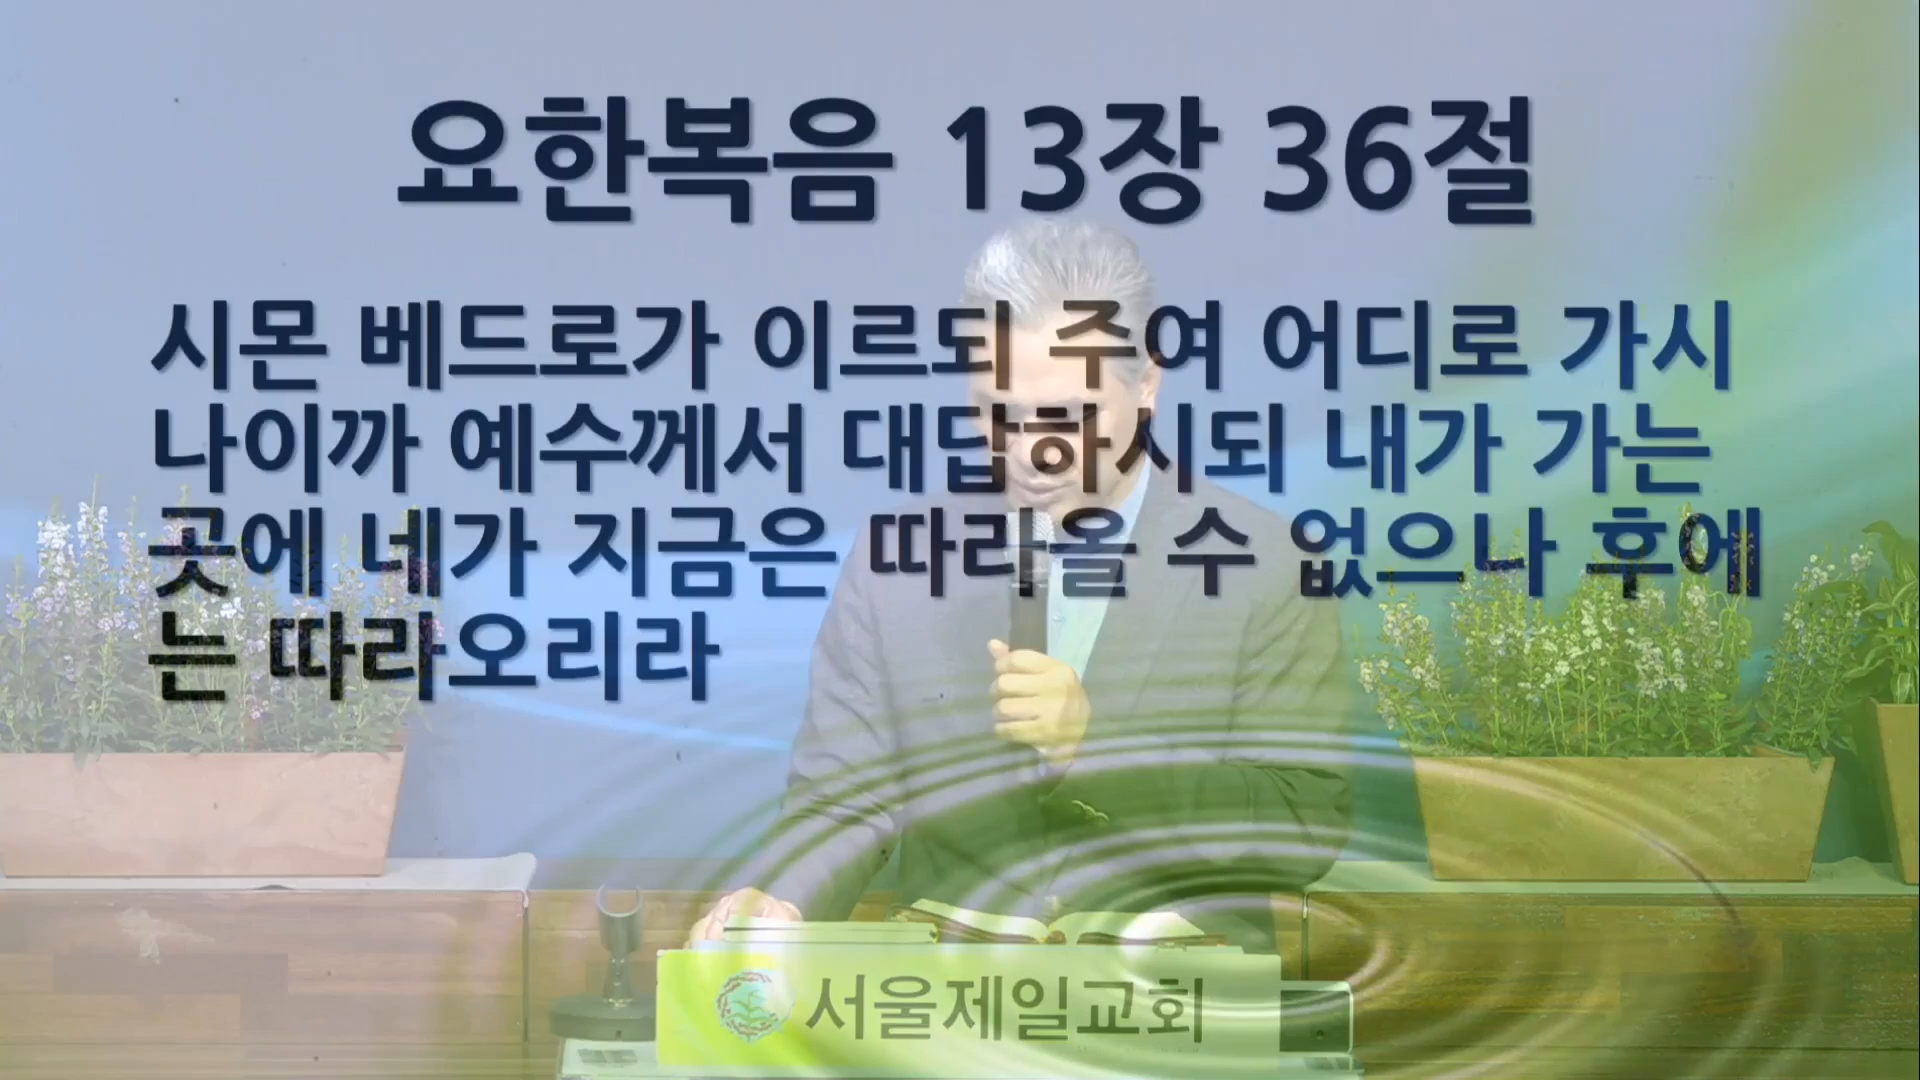 요한복음 13장 36절
시몬 베드로가 이르되 주여 어디로 가시
나이까 예수께서 대답하시되 내가 가는
곳에 네가 지금은 따라올 수 없으나 후에
는 따라오리라
서울제일교회